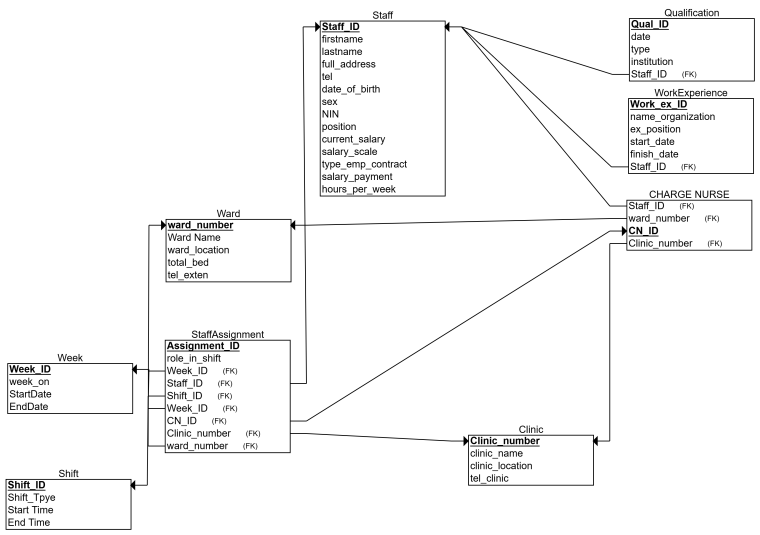 Staff
Staff_ID
firstname
lastname
full_address
tel
date_of_birth
sex
NIN
position
current_salary
salary_scale
type_emp_contract
salary_payment
hours_per_week
Qualification
Qual_ID
date
type
institution
Staff_ID (FK)
WorkExperience
Work_ex_ID
name_organization
ex_position
start_date
finish_date
Staff_ID (FK)
CHARGE NURSE
Staff_ID (FK)
ward_number (FK)
CN_ID
Clinic_number (FK)
Ward
ward_number
Ward Name
ward_location
total_bed
tel_exten
StaffAssignment
Assignment_ID
role_in_shift
Week_ID (FK)
Staff_ID (FK)
Shift_ID (FK)
Week_ID (FK)
CN_ID (FK)
Clinic_number (FK)
ward_number (FK)
Week
Week_ID
week_on
StartDate
EndDate
Clinic
Clinic_number
clinic_name
clinic_location
tel_clinic
Shift
Shift_ID
Shift_Tpye
Start Time
End Time